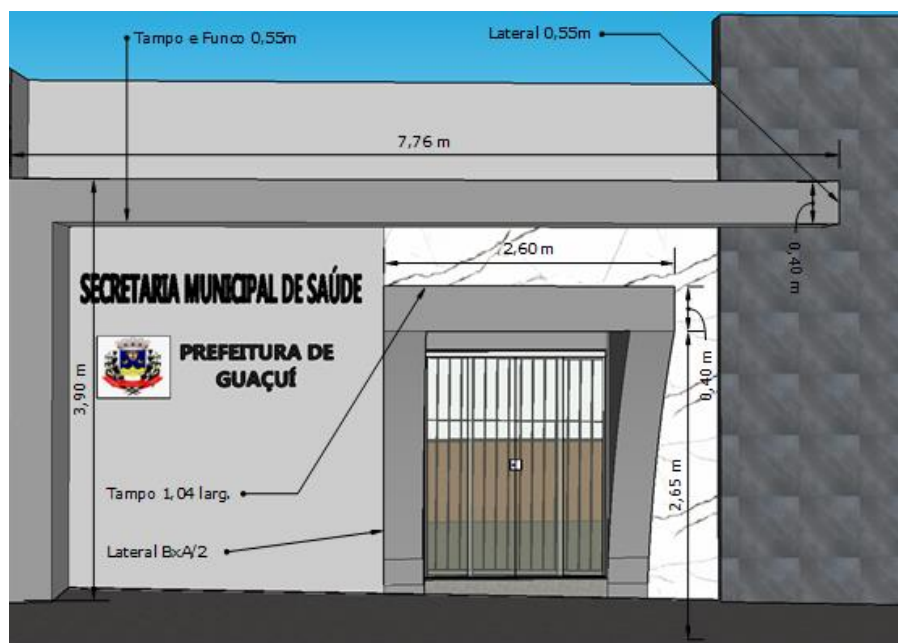 Tampo e Funco 0,55m
Lateral 0,55m
7,76 m
2,60 m
0,40 m
SECRETARIA MUNICIPAL DE SAÚDE
PREFEITURA DE
GUAÇUÍ
3,90 m
0,40 m
2,65 m
Tampo 1,04 larg.
Lateral BxA/2